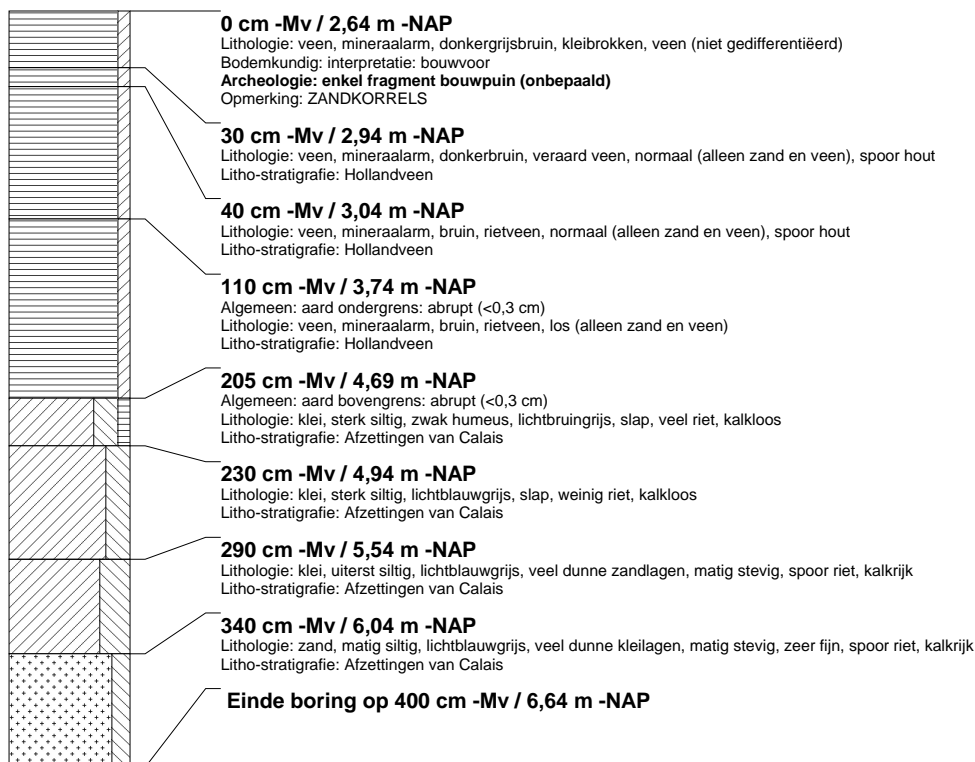 0 cm -Mv / 2,64 m -NAP
Lithologie: veen, mineraalarm, donkergrijsbruin, kleibrokken, veen (niet gedifferentiëerd)
Bodemkundig: interpretatie: bouwvoor
Archeologie: enkel fragment bouwpuin (onbepaald)
Opmerking: ZANDKORRELS
30 cm -Mv / 2,94 m -NAP
Lithologie: veen, mineraalarm, donkerbruin, veraard veen, normaal (alleen zand en veen), spoor hout
Litho-stratigrafie: Hollandveen
40 cm -Mv / 3,04 m -NAP
Lithologie: veen, mineraalarm, bruin, rietveen, normaal (alleen zand en veen), spoor hout
Litho-stratigrafie: Hollandveen
110 cm -Mv / 3,74 m -NAP
Algemeen: aard ondergrens: abrupt (<0,3 cm)
Lithologie: veen, mineraalarm, bruin, rietveen, los (alleen zand en veen)
Litho-stratigrafie: Hollandveen
205 cm -Mv / 4,69 m -NAP
Algemeen: aard bovengrens: abrupt (<0,3 cm)
Lithologie: klei, sterk siltig, zwak humeus, lichtbruingrijs, slap, veel riet, kalkloos
Litho-stratigrafie: Afzettingen van Calais
230 cm -Mv / 4,94 m -NAP
Lithologie: klei, sterk siltig, lichtblauwgrijs, slap, weinig riet, kalkloos
Litho-stratigrafie: Afzettingen van Calais
290 cm -Mv / 5,54 m -NAP
Lithologie: klei, uiterst siltig, lichtblauwgrijs, veel dunne zandlagen, matig stevig, spoor riet, kalkrijk
Litho-stratigrafie: Afzettingen van Calais
340 cm -Mv / 6,04 m -NAP
Lithologie: zand, matig siltig, lichtblauwgrijs, veel dunne kleilagen, matig stevig, zeer fijn, spoor riet, kalkrijk
Litho-stratigrafie: Afzettingen van Calais
Einde boring op 400 cm -Mv / 6,64 m -NAP